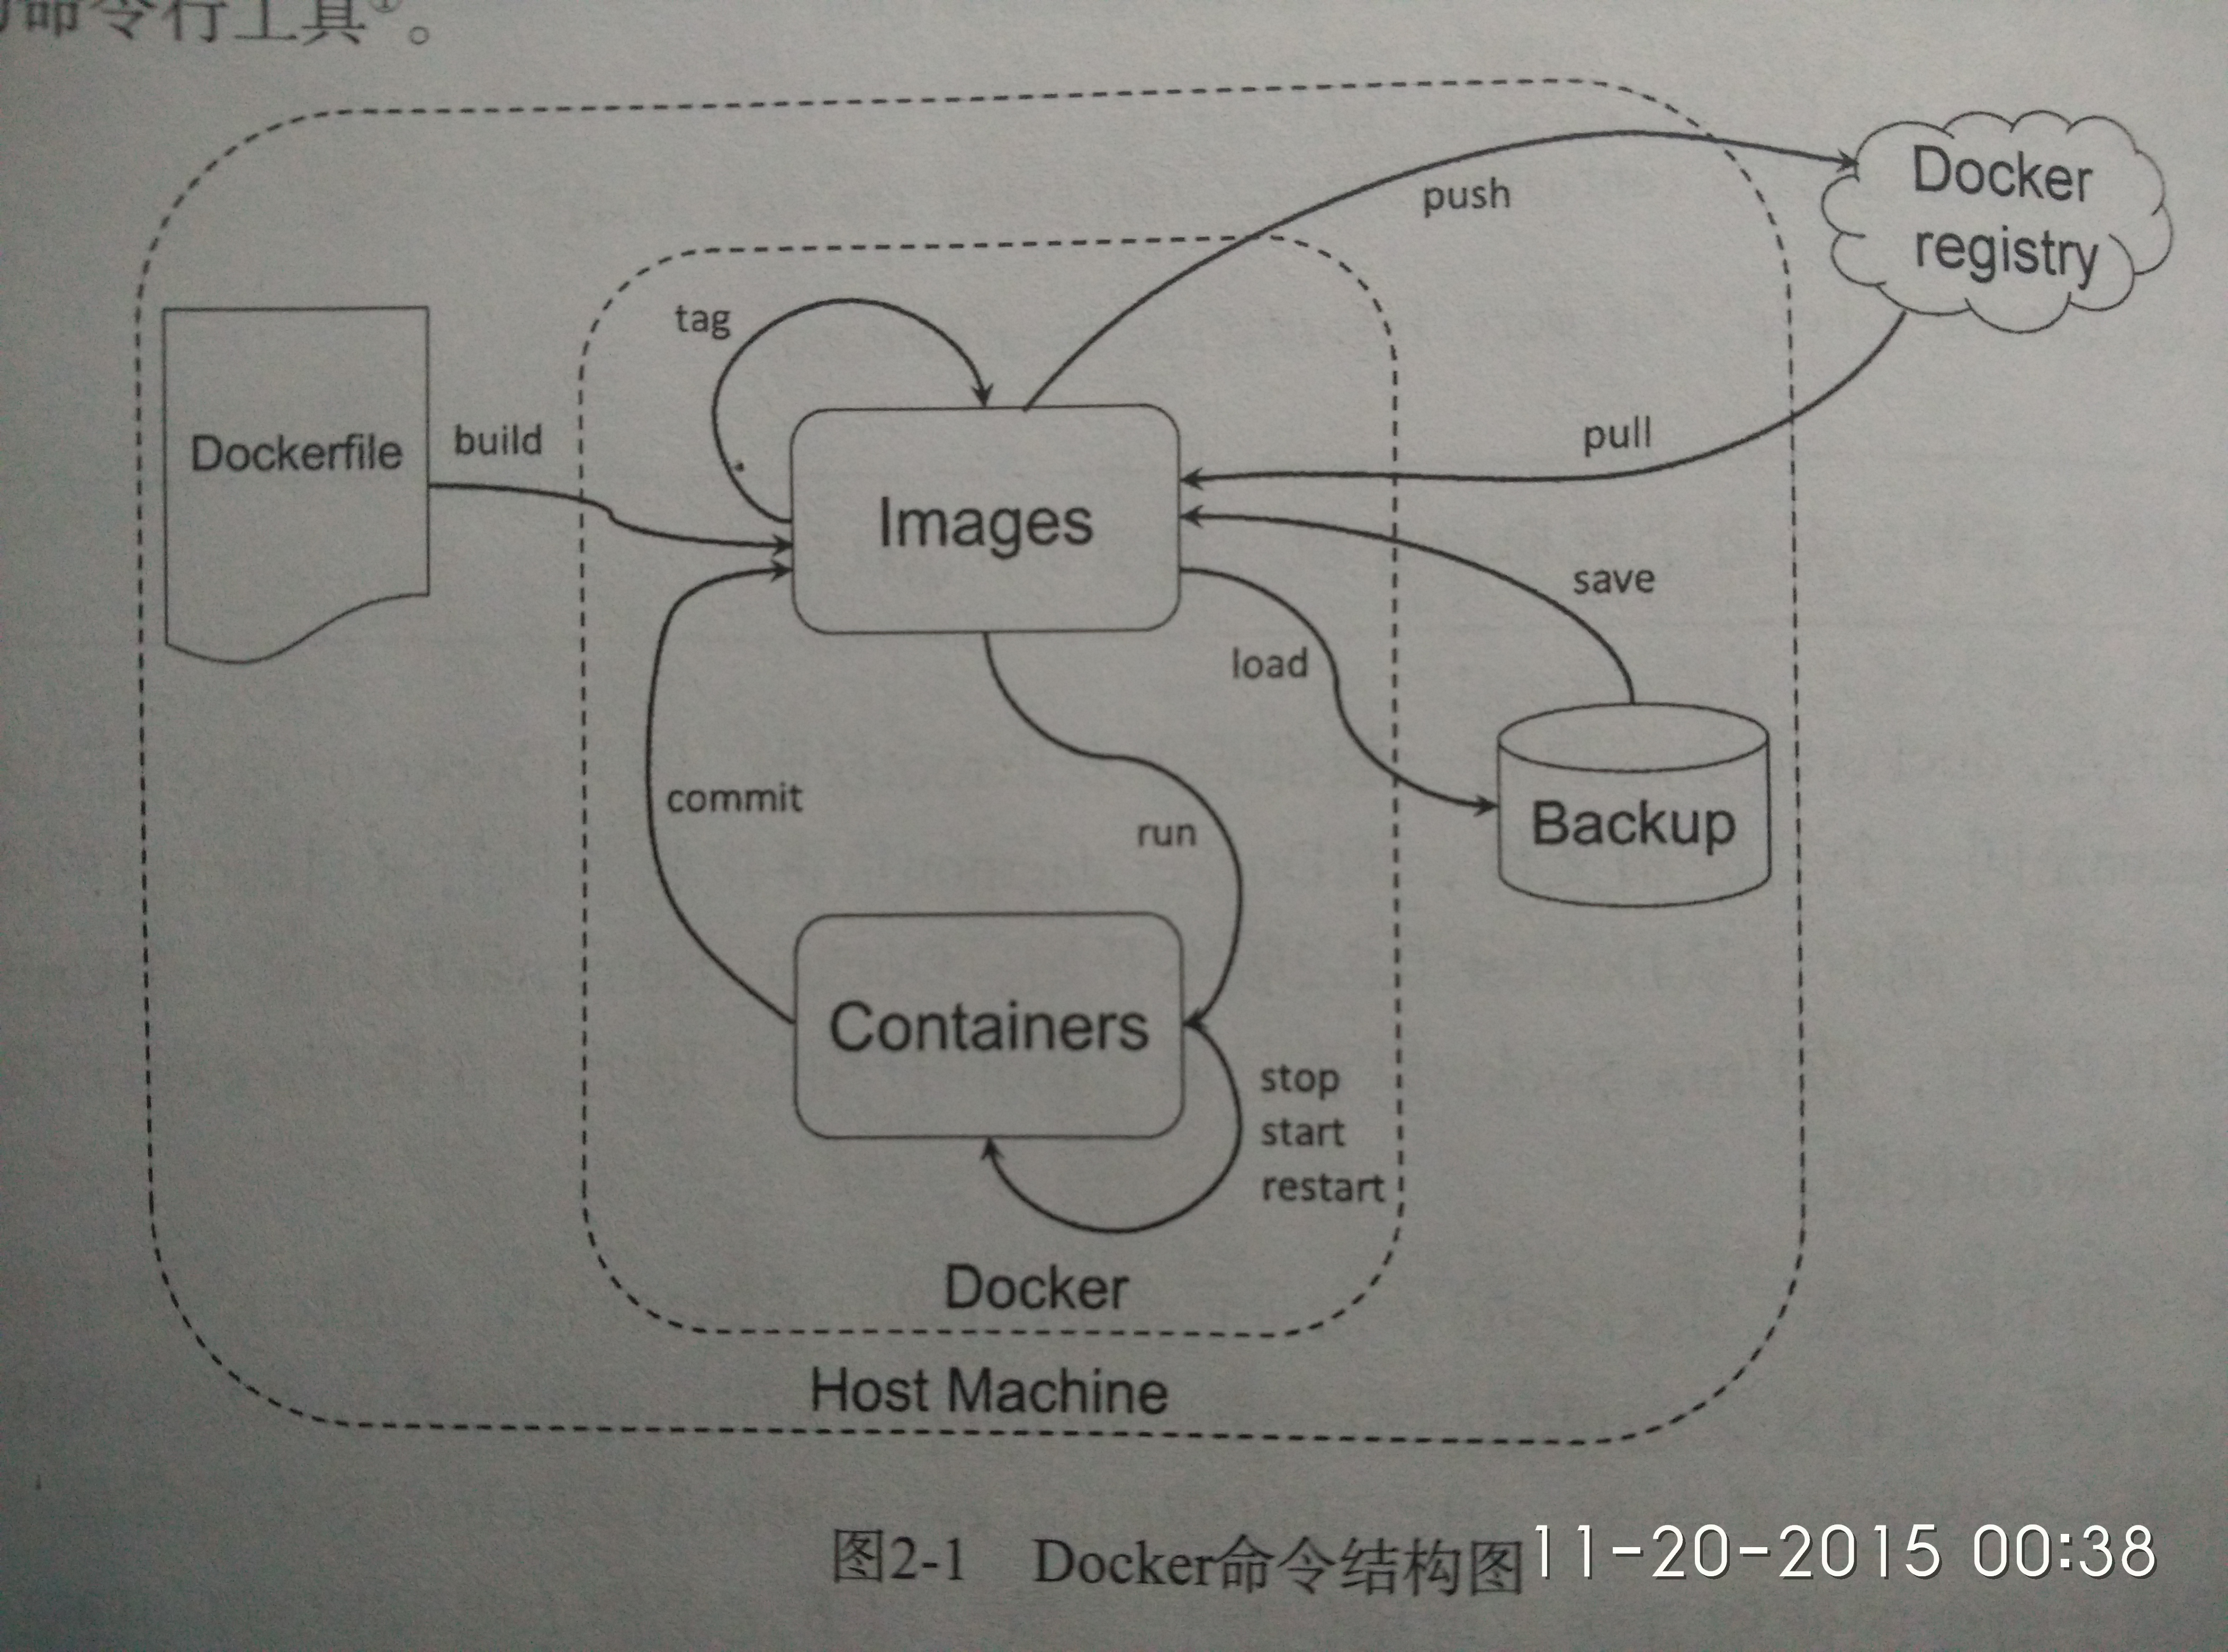 命令行工具①。
Docker
registry
push
tag
pull
Dockerfile
build
Images
save
load
commit
run
Backup
Containers
stop
start
restart
Docker
Host Machine
图2-1 Docker命令结构图
11-20-2015 00:38